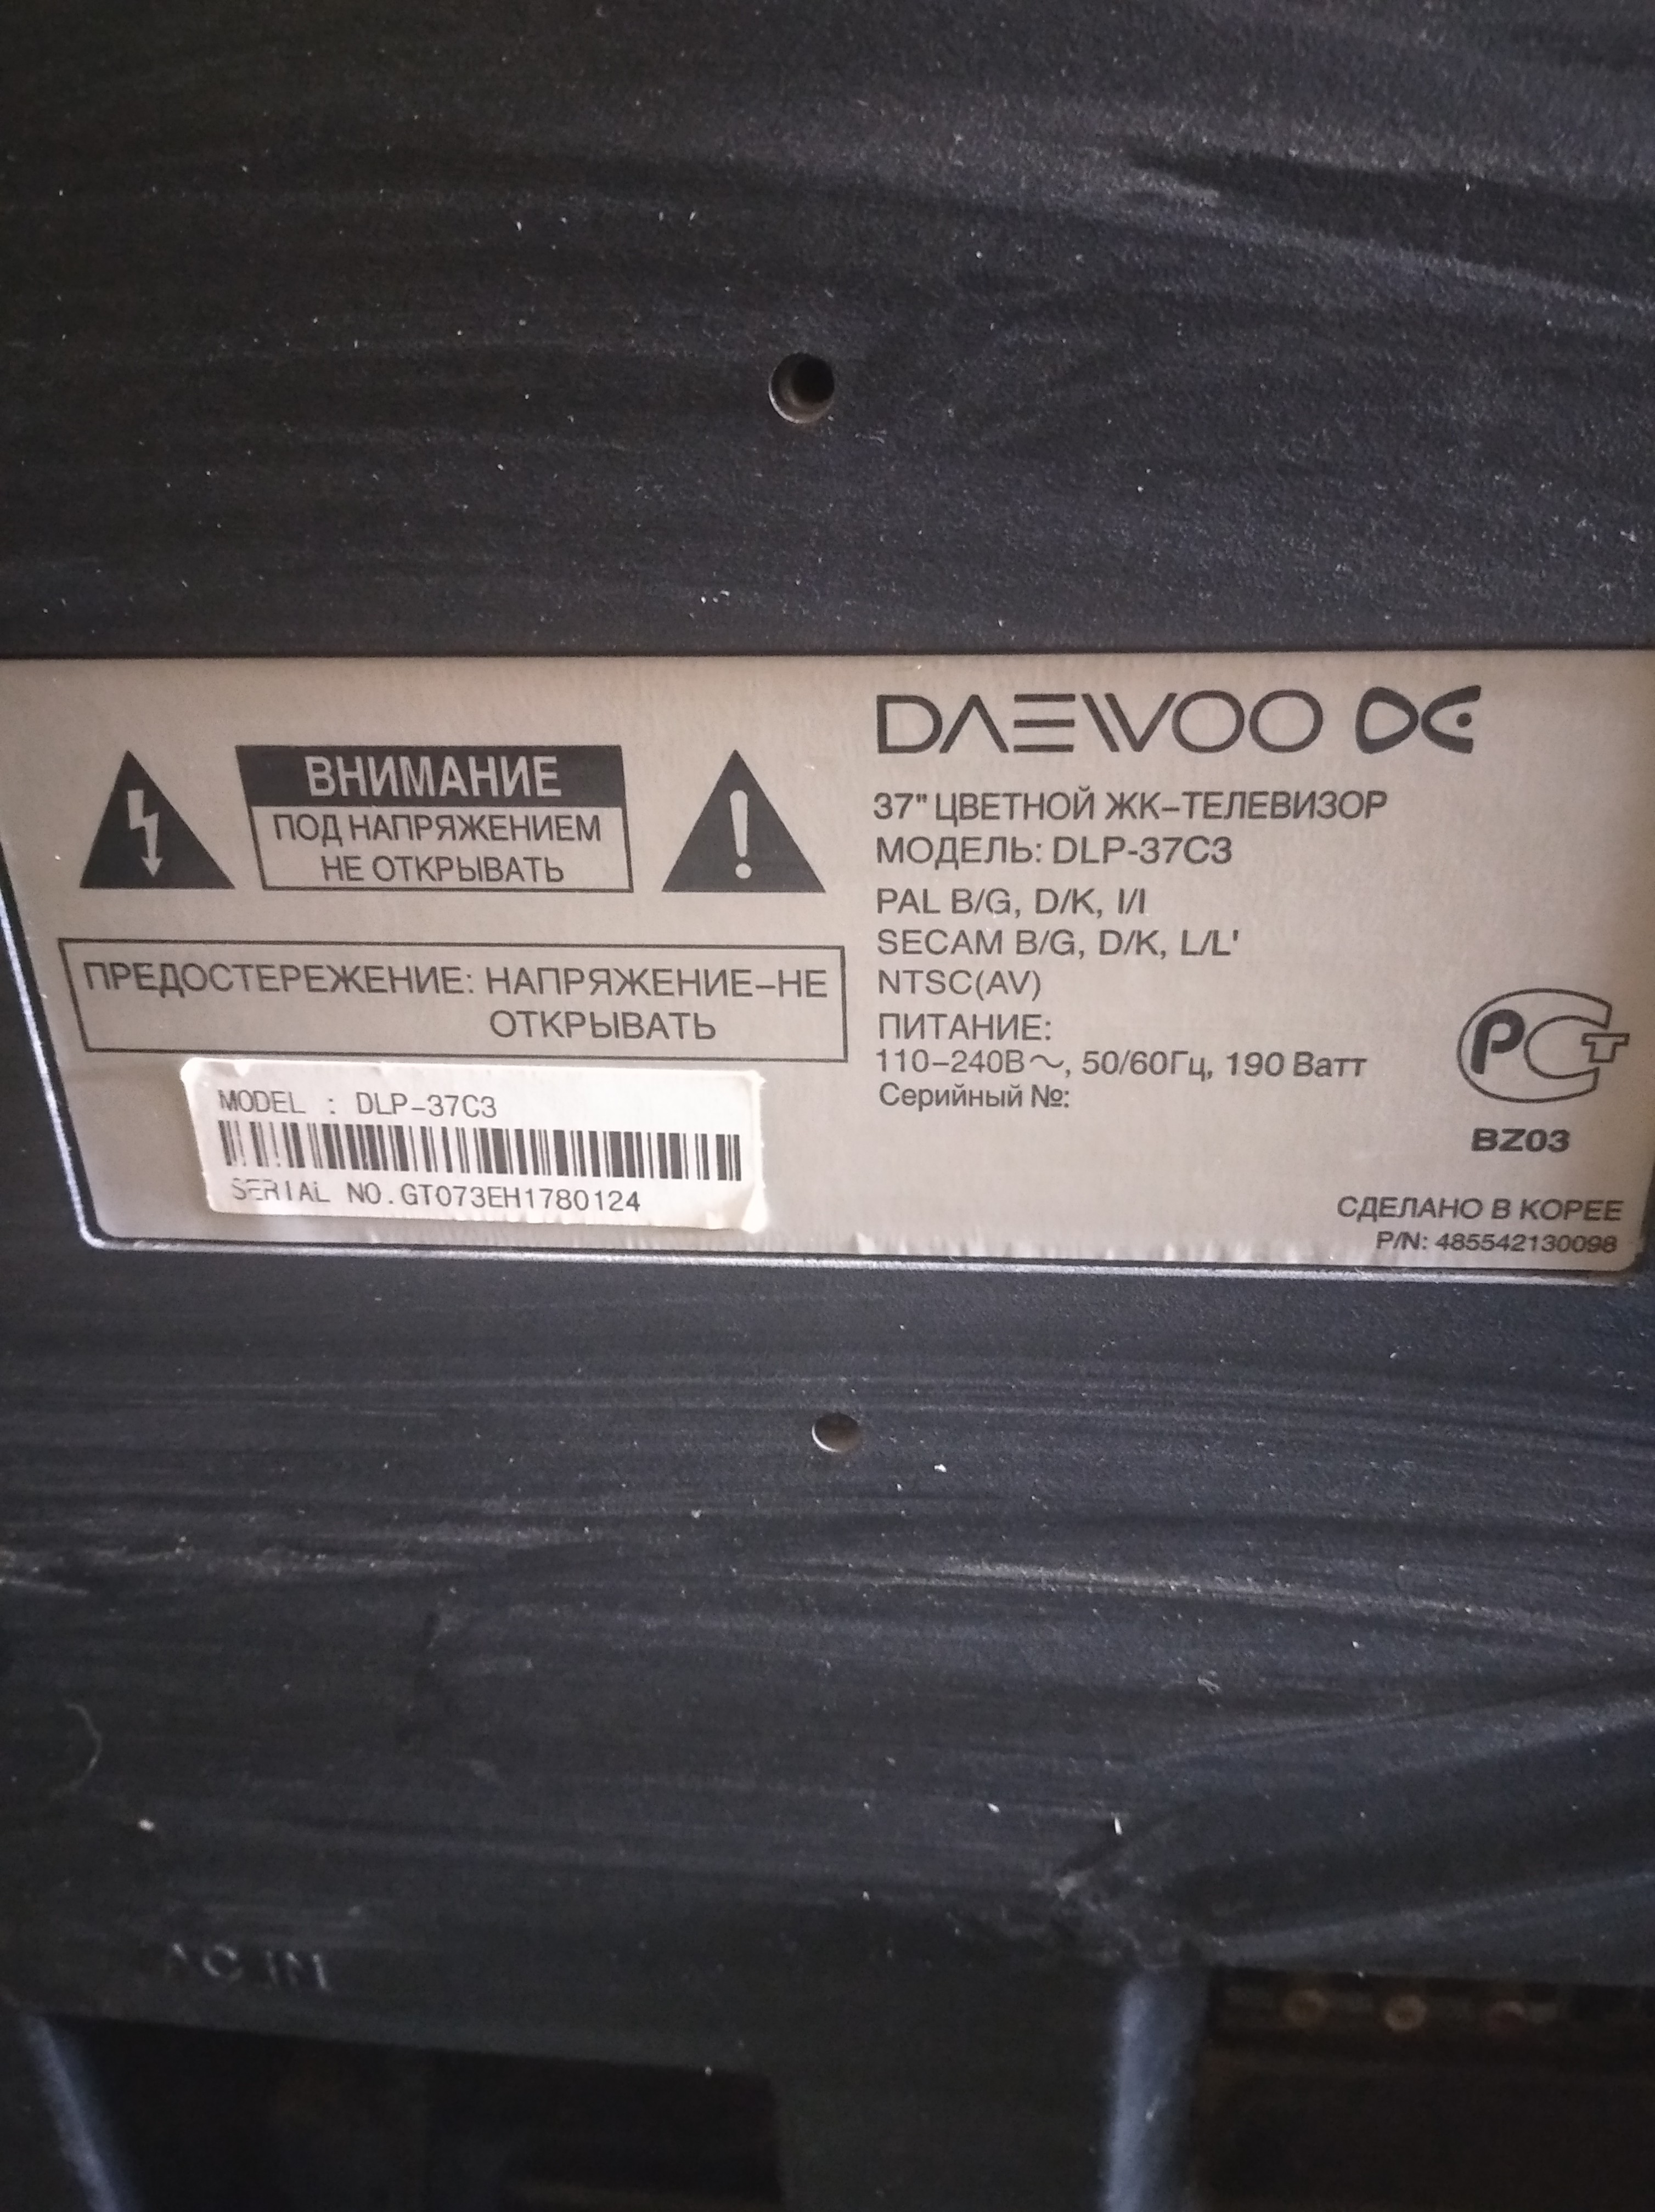 DAEWOO
ВНИМАНИЕ
ПОД НАПРЯЖЕНИЕМ
НЕ ОТКРЫВАТЬ
ПРЕДОСТЕРЕЖЕНИЕ: НАПРЯЖЕНИЕ–НЕ
ОТКРЫВАТЬ
37" ЦВЕТНОЙ ЖК–ТЕЛЕВИЗОР
МОДЕЛЬ: DLP-37C3
PAL B/G, D/K, I/I
SECAM B/G, D/K, L/L'
NTSC(AV)
ПИТАНИЕ:
110–240В～, 50/60Гц, 190 Ватт
Серийный №:
РСТ
BZ03
MODEL : DLP-37C3
SERIAL NO.GT073EH1780124
СДЕЛАНО В КОРЕЕ
P/N: 485542130098
AC IN